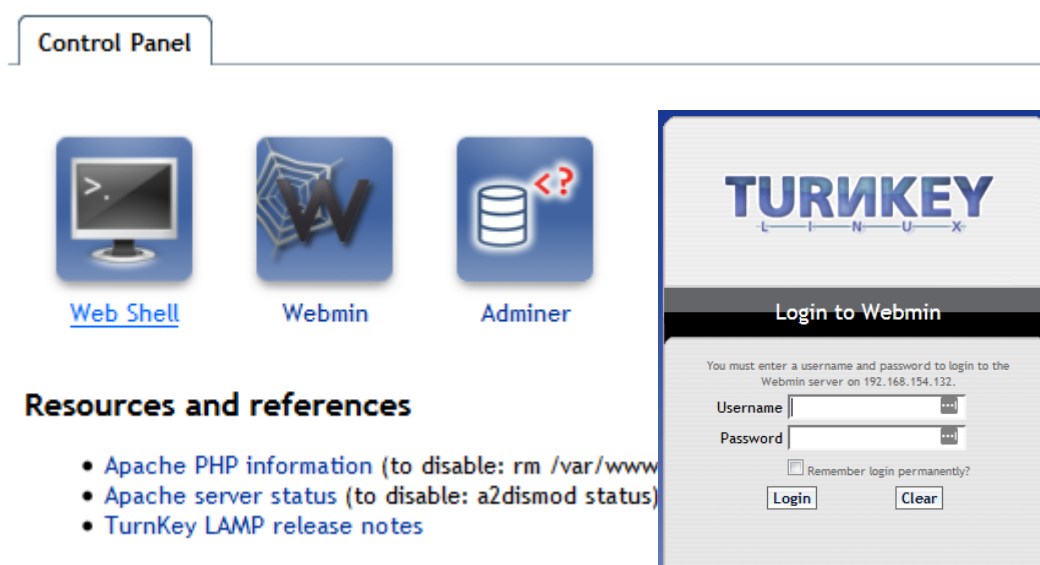 Control Panel
>_
W
<?
Web Shell
Webmin
Adminer
Resources and references
• Apache PHP information (to disable: rm /var/www
• Apache server status (to disable: a2dismod status)
• TurnKey LAMP release notes
TURNKEY
L I N U X
Login to Webmin
You must enter a username and password to login to the
Webmin server on 192.168.154.132.
Username
Password
Remember login permanently?
Login
Clear